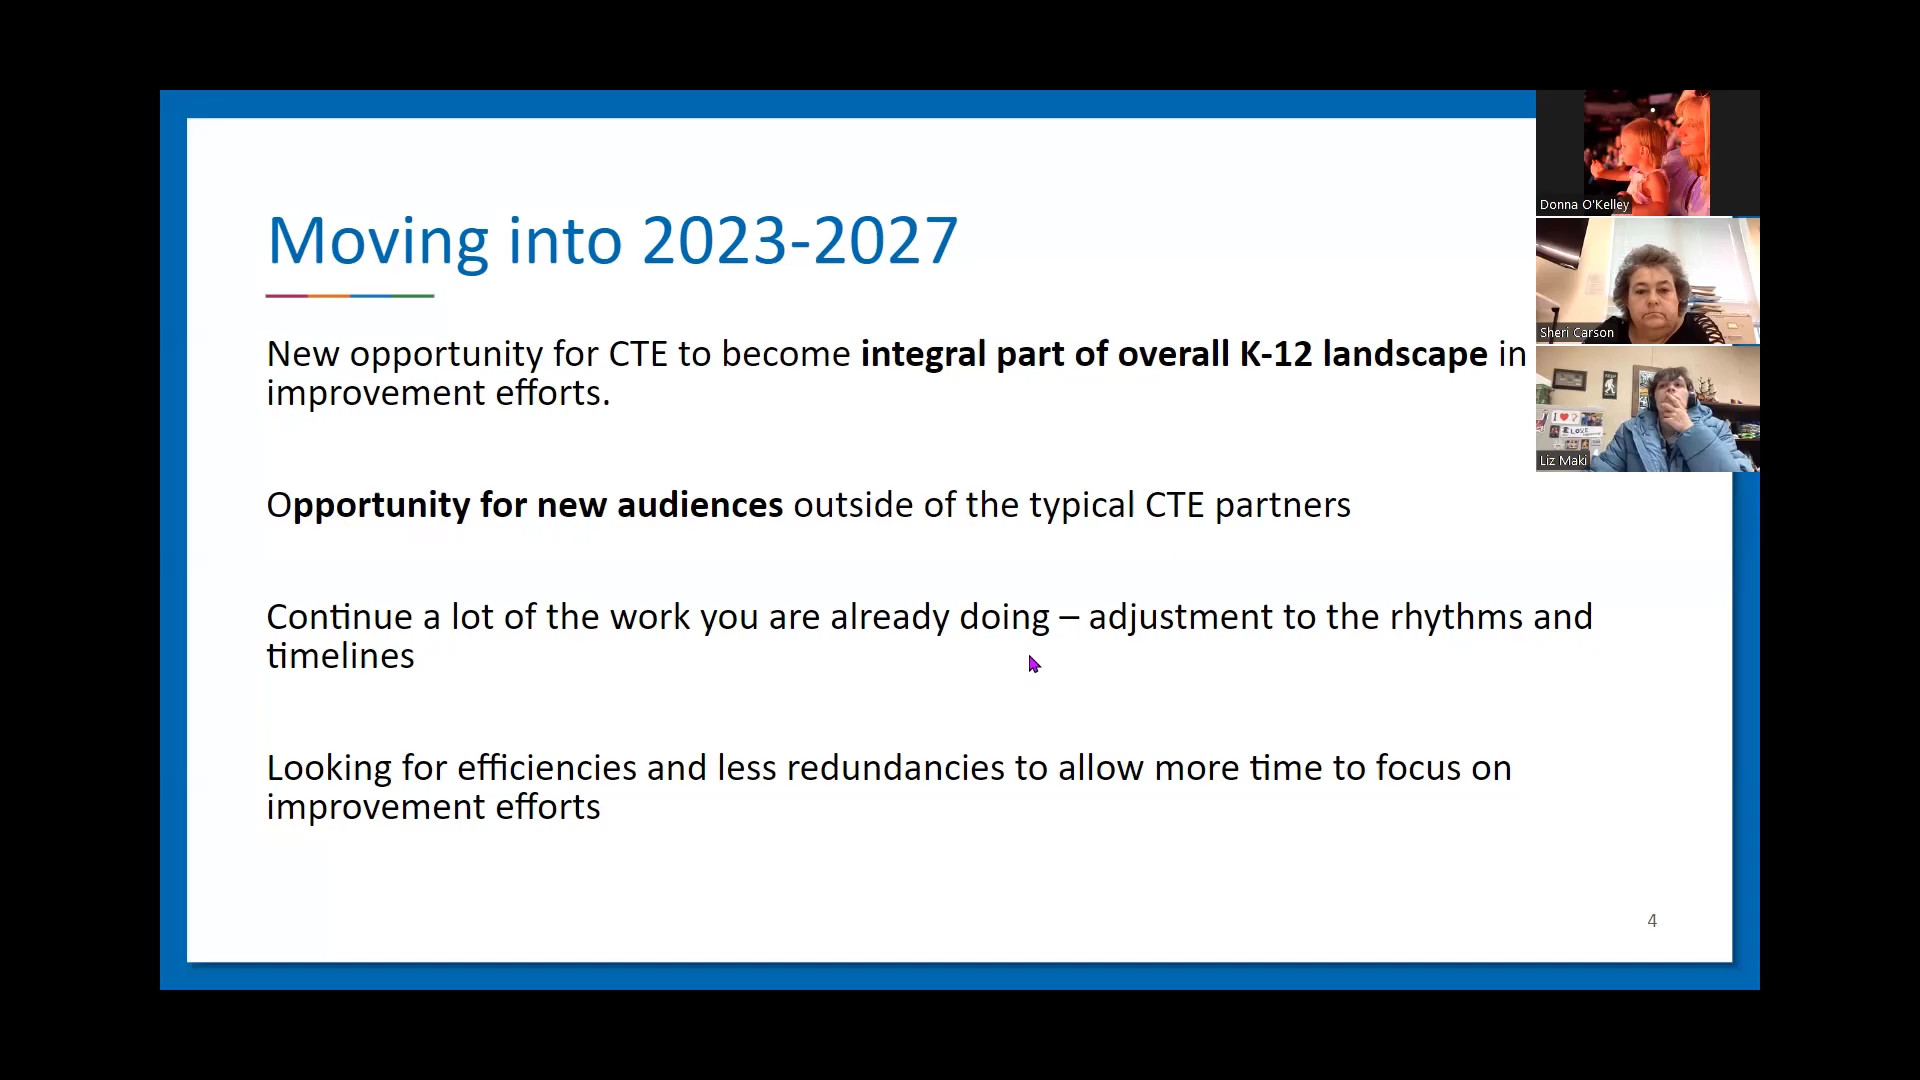 Moving into 2023-2027
New opportunity for CTE to become integral part of overall K-12 landscape in
improvement efforts.
Opportunity for new audiences outside of the typical CTE partners
Continue a lot of the work you are already doing – adjustment to the rhythms and
timelines
Looking for efficiencies and less redundancies to allow more time to focus on
improvement efforts
4
Donna O'Kelley
Sheri Carson
I ♥ ?
I LOVE
Liz Maki